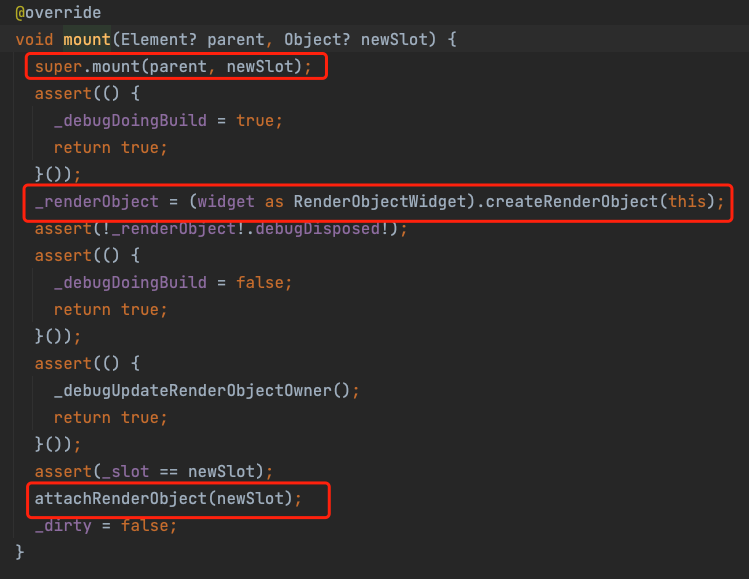 @override
void mount(Element? parent, Object? newSlot) {
super.mount(parent, newSlot);
assert(() {
_debugDoingBuild = true;
return true;
}());
_renderObject = (widget as RenderObjectWidget).createRenderObject(this);
assert(!_renderObject!.debugDisposed!);
assert(() {
_debugDoingBuild = false;
return true;
}());
assert(() {
_debugUpdateRenderObjectOwner();
return true;
}());
assert(_slot == newSlot);
attachRenderObject(newSlot);
_dirty = false;
}